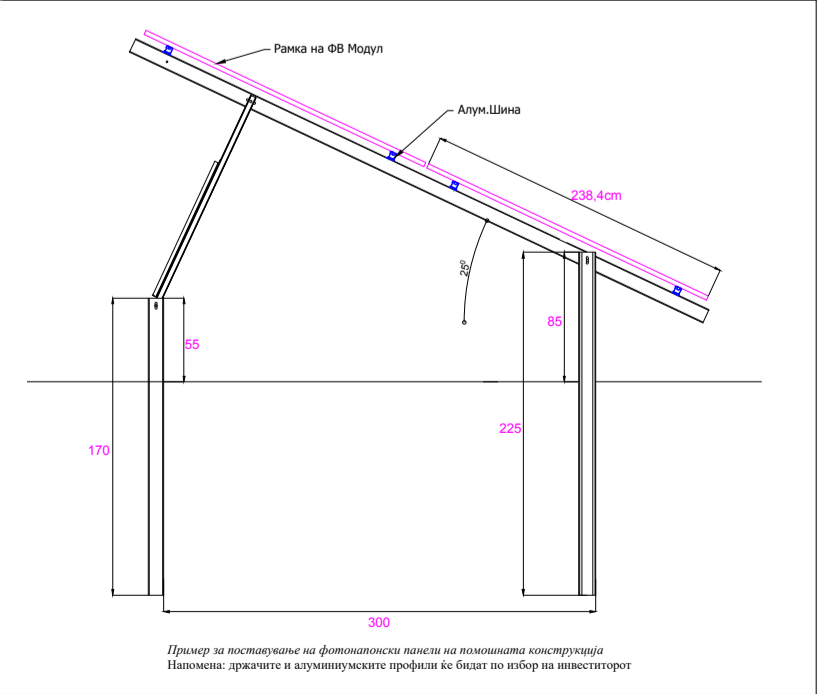 Рамка на ФВ Модул
Алум.Шина
238,4cm
25⁰
85
55
225
170
300
Пример за поставување на фотонапонски панели на помошната конструкција
Напомена: држачите и алуминиумските профили ќе бидат по избор на инвеститорот